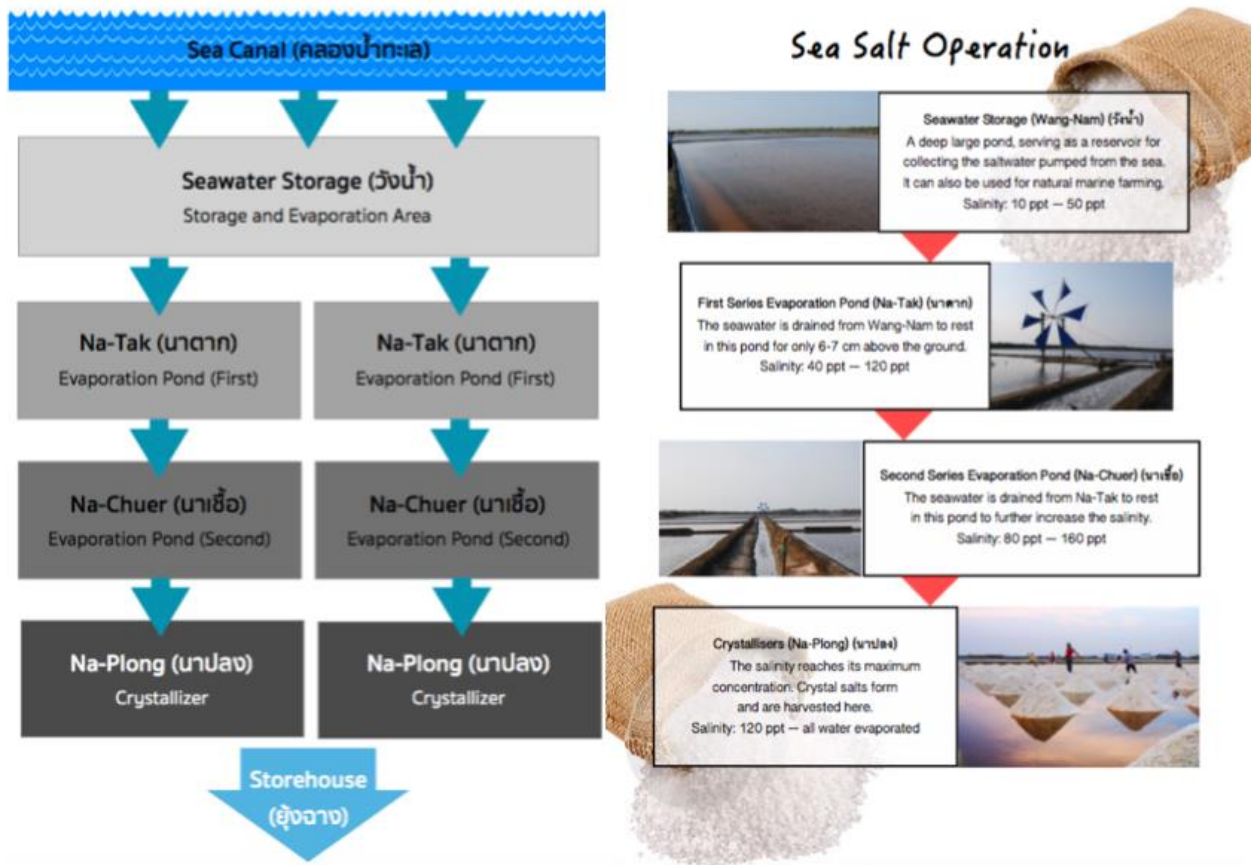 Sea Canal (คลองน้ำทะเล)
Seawater Storage (วังน้ำ)
Storage and Evaporation Area
Na-Tak (นาตาก)
Evaporation Pond (First)
Na-Tak (นาตาก)
Evaporation Pond (First)
Na-Chuer (นาเชื้อ)
Evaporation Pond (Second)
Na-Chuer (นาเชื้อ)
Evaporation Pond (Second)
Na-Plong (นาปลง)
Crystallizer
Na-Plong (นาปลง)
Crystallizer
Storehouse
(ยุ้งฉาง)
Sea Salt Operation
Seawater Storage (Wang-Nam) (วังน้ำ)
A deep large pond, serving as a reservoir for
collecting the saltwater pumped from the sea.
It can also be used for natural marine farming.
Salinity: 10 ppt — 50 ppt
First Series Evaporation Pond (Na-Tak) (นาตาก)
The seawater is drained from Wang-Nam to rest
in this pond for only 6-7 cm above the ground.
Salinity: 40 ppt — 120 ppt
Second Series Evaporation Pond (Na-Chuer) (นาเชื้อ)
The seawater is drained from Na-Tak to rest
in this pond to further increase the salinity.
Salinity: 80 ppt — 160 ppt
Crystallisers (Na-Plong) (นาปลง)
The salinity reaches its maximum
concentration. Crystal salts form
and are harvested here.
Salinity: 120 ppt — all water evaporated